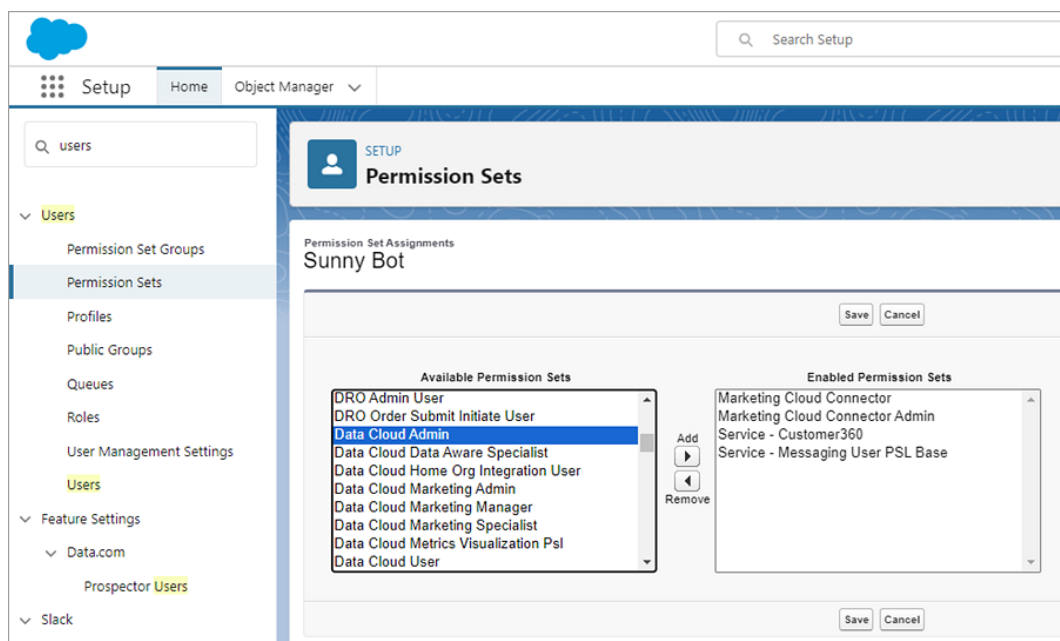 Search Setup
Setup
Home
Object Manager
users
Users
Permission Set Groups
Permission Sets
Profiles
Public Groups
Queues
Roles
User Management Settings
Users
Feature Settings
Data.com
Prospector Users
Slack
SETUP
Permission Sets
Permission Set Assignments
Sunny Bot
Save Cancel
Available Permission Sets
DRO Admin User
DRO Order Submit Initiate User
Data Cloud Admin
Data Cloud Data Aware Specialist
Data Cloud Home Org Integration User
Data Cloud Marketing Admin
Data Cloud Marketing Manager
Data Cloud Marketing Specialist
Data Cloud Metrics Visualization Psl
Data Cloud User
Add
Remove
Enabled Permission Sets
Marketing Cloud Connector
Marketing Cloud Connector Admin
Service - Customer360
Service - Messaging User PSL Base
Save Cancel